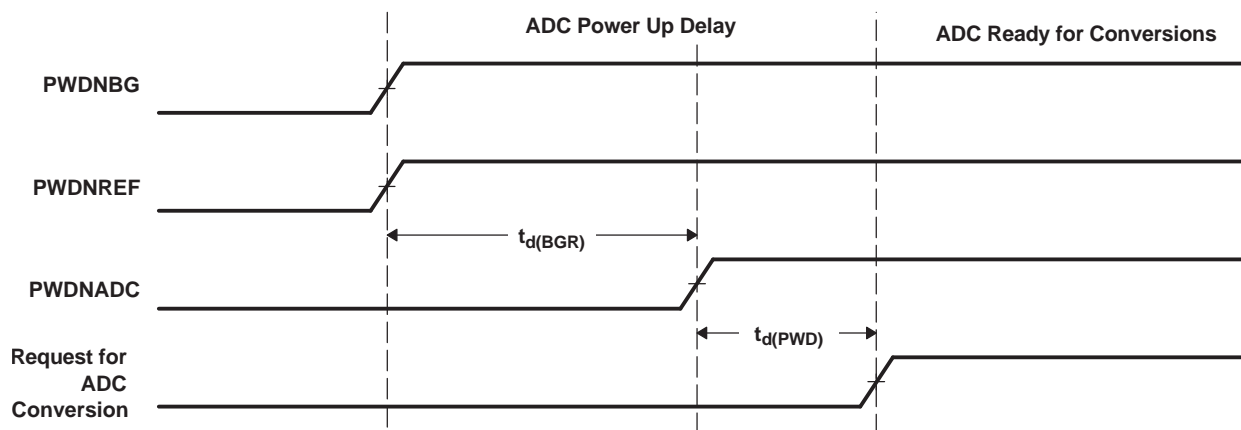 ADC Power Up Delay
ADC Ready for Conversions
PWDNBG
PWDNREF
td(BGR)
PWDNADC
td(PWD)
Request for
ADC
Conversion